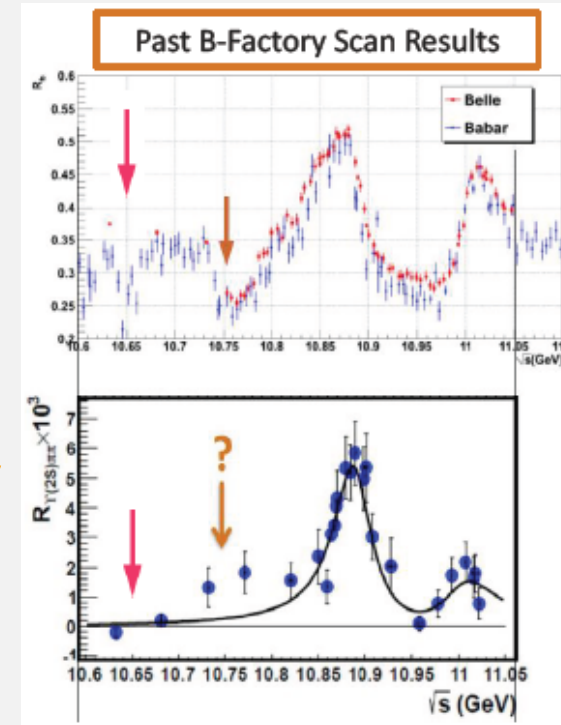 Past B-Factory Scan Results
R_b
0.6
0.55
0.5
0.45
0.4
0.35
0.3
0.25
0.2
Belle
Babar
10.6 10.65 10.7 10.75 10.8 10.85 10.9 10.95 11 11.05 11.1
√s(GeV)
R_Υ(2S)ππ×10³
7
6
5
4
3
2
1
0
-1
?
10.6 10.65 10.7 10.75 10.8 10.85 10.9 10.95 11 11.05
√s (GeV)